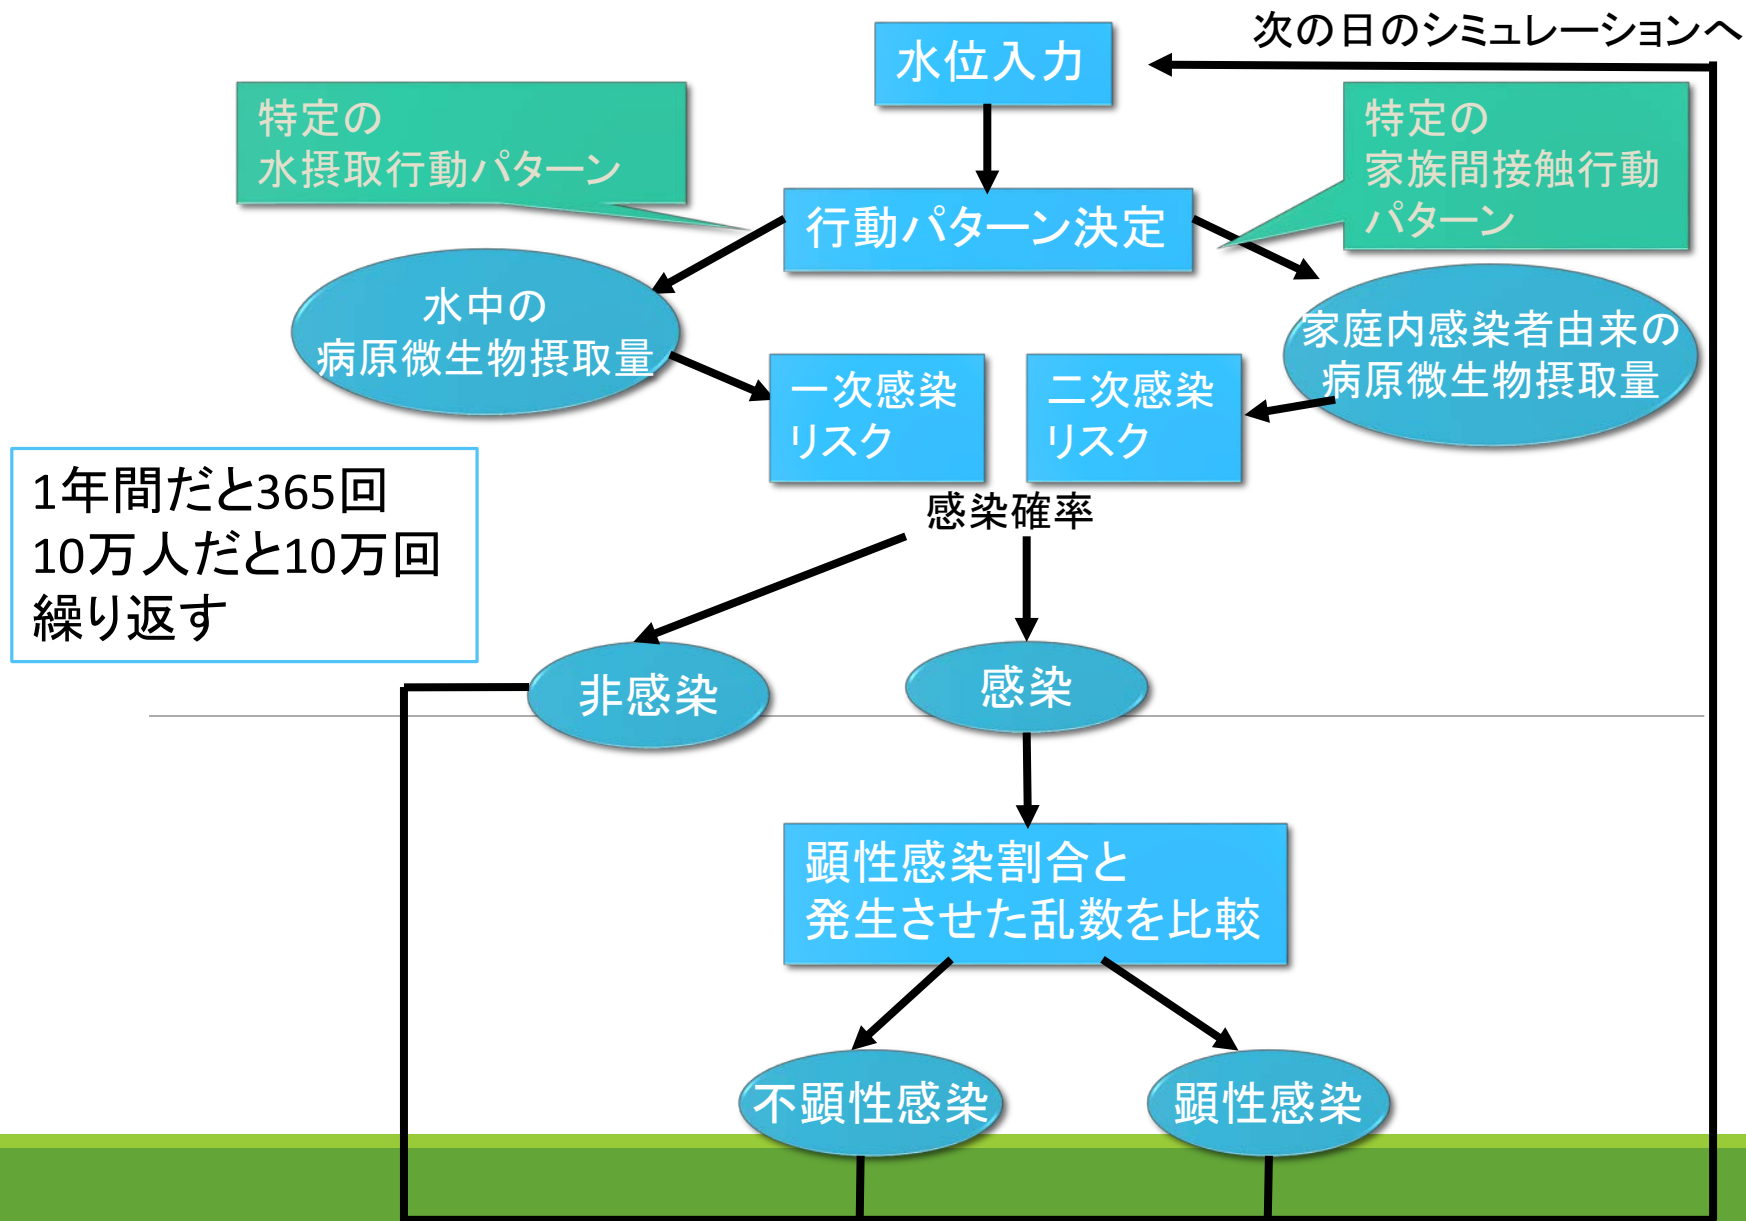 次の日のシミュレーションへ
水位入力
特定の
水摂取行動パターン
特定の
家族間接触行動
パターン
行動パターン決定
水中の
病原微生物摂取量
家庭内感染者由来の
病原微生物摂取量
一次感染
リスク
二次感染
リスク
1年間だと365回
10万人だと10万回
繰り返す
感染確率
非感染
感染
顕性感染割合と
発生させた乱数を比較
不顕性感染
顕性感染